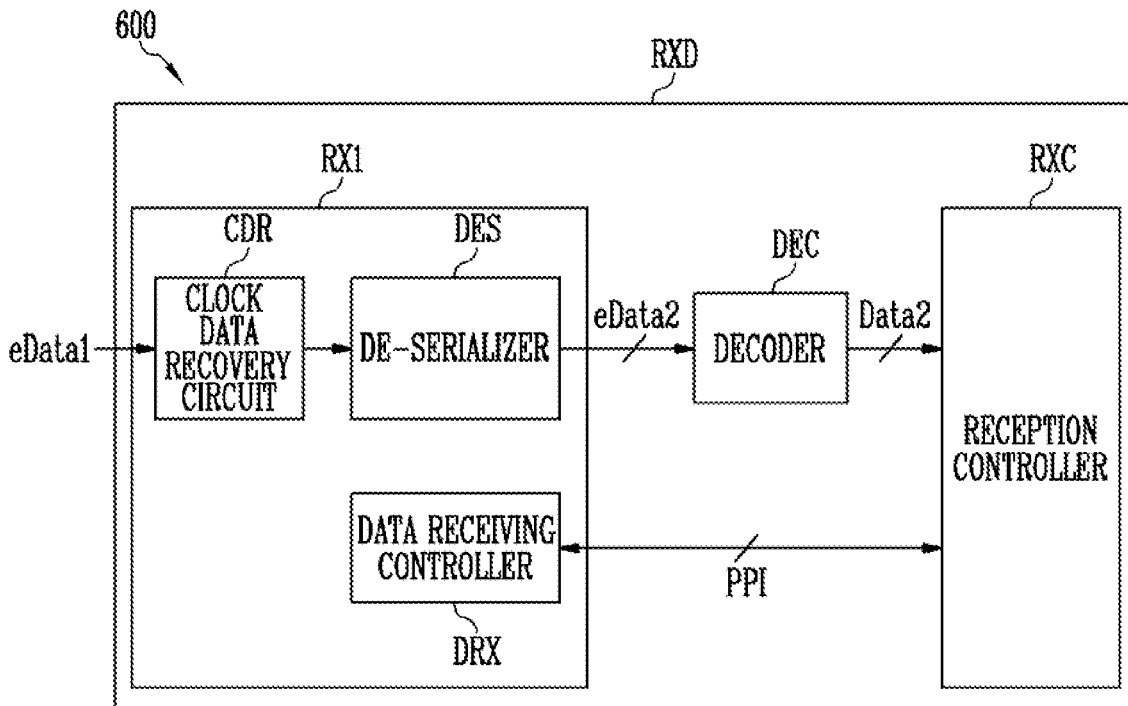 600
RXD
RX1
RXC
CDR
DES
DEC
CLOCK
DATA
RECOVERY
CIRCUIT
eData1
DE-SERIALIZER
eData2
DECODER
Data2
RECEPTION
CONTROLLER
DATA RECEIVING
CONTROLLER
PPI
DRX